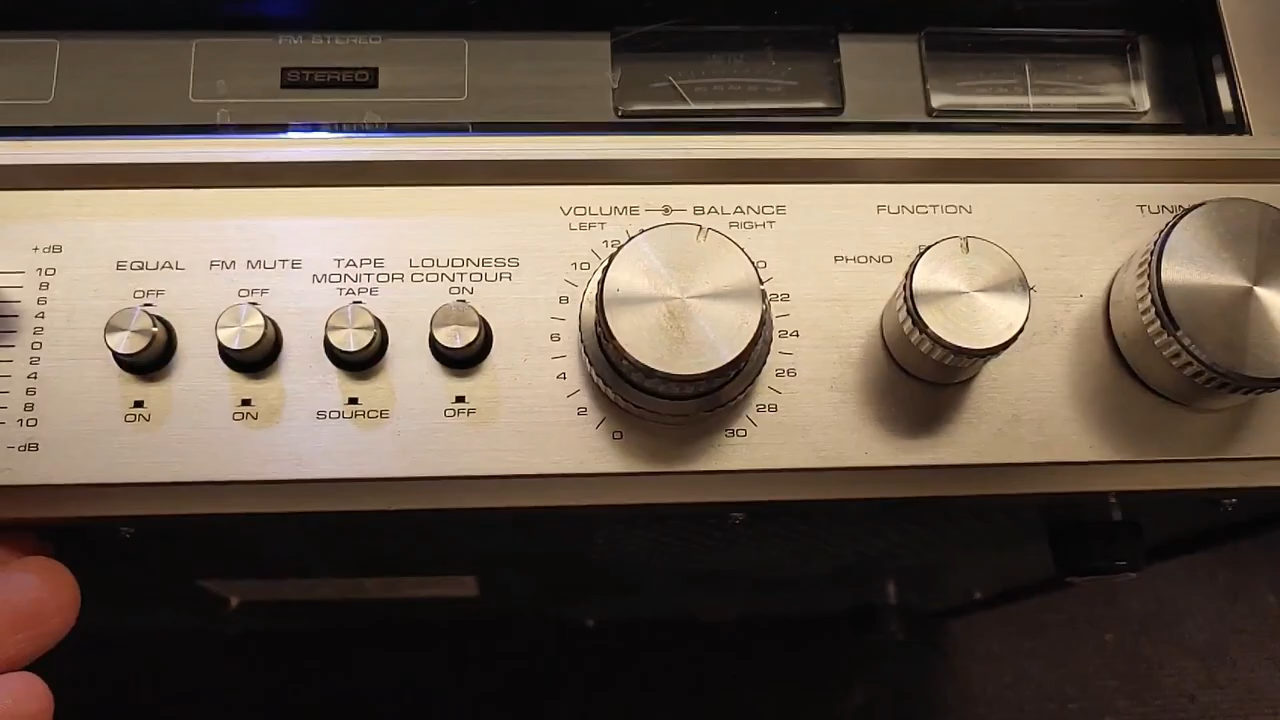 FM STEREO
STEREO
VOLUME BALANCE
LEFT RIGHT
FUNCTION
TUNING
PHONO
+dB
10
8
6
4
2
0
2
4
6
8
10
-dB
EQUAL
OFF
ON
FM MUTE
OFF
ON
TAPE
MONITOR
TAPE
SOURCE
LOUDNESS
CONTOUR
ON
OFF
12
10
8
6
4
2
0
22
24
26
28
30